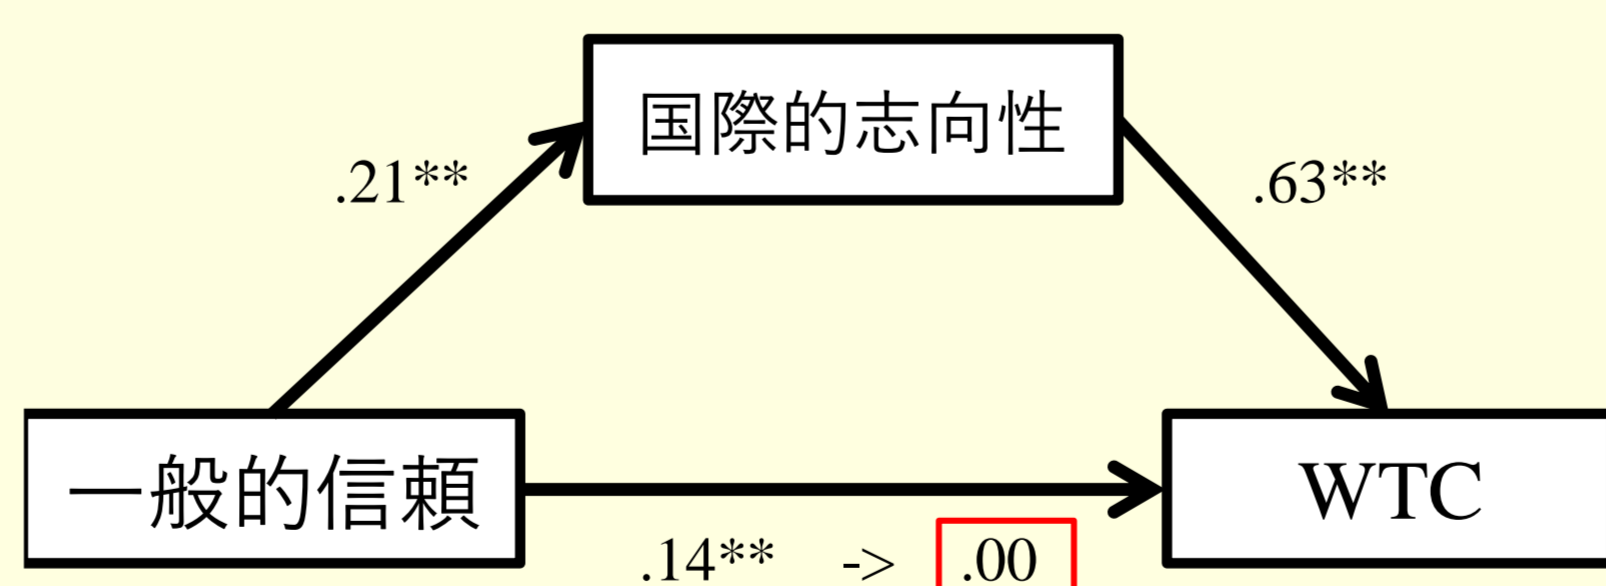 国際的志向性
.21**
.63**
一般的信頼
WTC
.14** -> .00